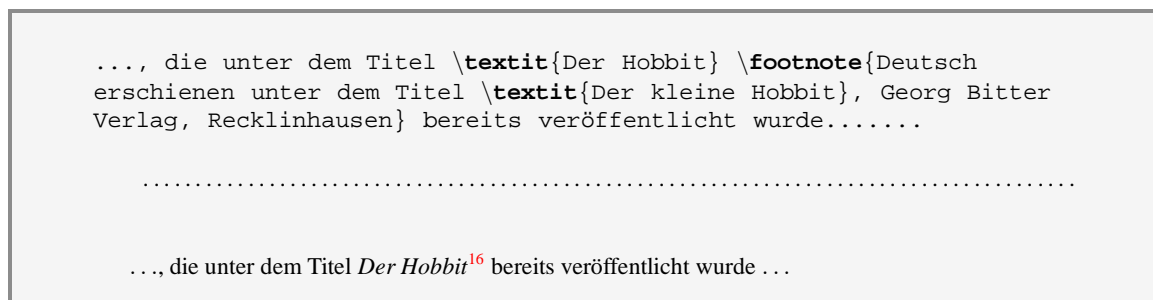 ..., die unter dem Titel \textit{Der Hobbit} \footnote{Deutsch
erschienen unter dem Titel \textit{Der kleine Hobbit}, Georg Bitter
Verlag, Recklinhausen} bereits veröffentlicht wurde.......
..........................................................................................
..., die unter dem Titel Der Hobbit16 bereits veröffentlicht wurde ...